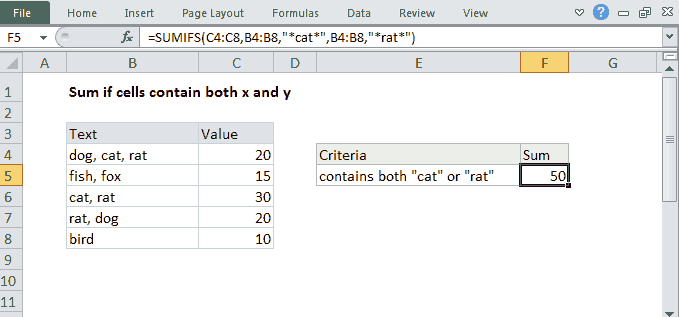 File Home Insert Page Layout Formulas Data Review View
F5 fx =SUMIFS(C4:C8,B4:B8,"*cat*",B4:B8,"*rat*")
A B C D E F G
1 Sum if cells contain both x and y
2
3 Text Value
4 dog, cat, rat 20 Criteria Sum
5 fish, fox 15 contains both "cat" or "rat" 50
6 cat, rat 30
7 rat, dog 20
8 bird 10
9
10
11